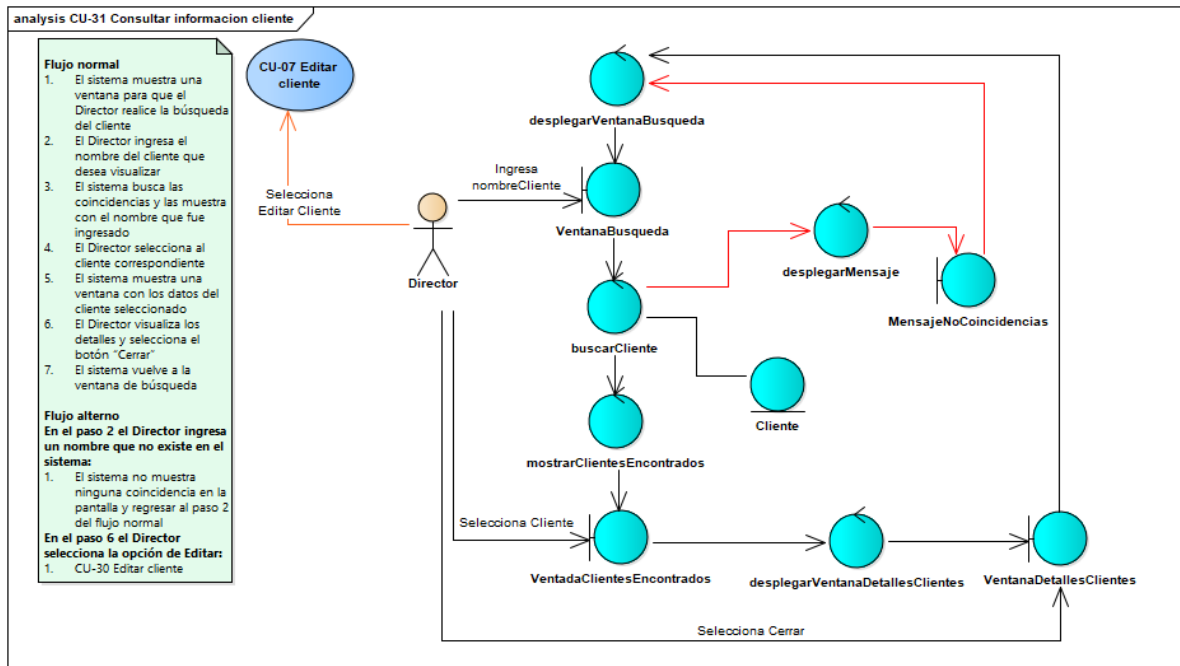 analysis CU-31 Consultar informacion cliente
Flujo normal
1. El sistema muestra una
ventana para que el
Director realice la búsqueda
del cliente
2. El Director ingresa el
nombre del cliente que
desea visualizar
3. El sistema busca las
coincidencias y las muestra
con el nombre que fue
ingresado
4. El Director selecciona al
cliente correspondiente
5. El sistema muestra una
ventana con los datos del
cliente seleccionado
6. El Director visualiza los
detalles y selecciona el
botón "Cerrar"
7. El sistema vuelve a la
ventana de búsqueda
Flujo alterno
En el paso 2 el Director ingresa
un nombre que no existe en el
sistema:
1. El sistema no muestra
ninguna coincidencia en la
pantalla y regresar al paso 2
del flujo normal
En el paso 6 el Director
selecciona la opción de Editar:
1. CU-30 Editar cliente
CU-07 Editar
cliente
Selecciona
Editar Cliente
Director
Ingresa
nombreCliente
desplegarVentanaBusqueda
VentanaBusqueda
desplegarMensaje
MensajeNoCoincidencias
buscarCliente
Cliente
mostrarClientesEncontrados
Selecciona Cliente
VentadaClientesEncontrados
desplegarVentanaDetallesClientes
VentanaDetallesClientes
Selecciona Cerrar